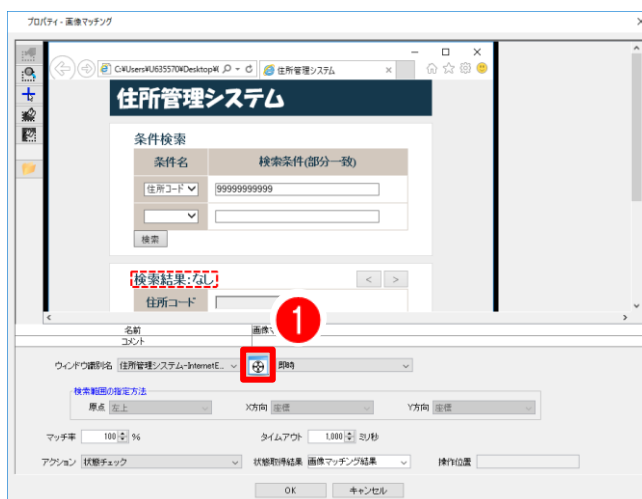 プロパティ - 画像マッチング
C:¥Users¥U635570¥Desktop¥
住所管理システム
住所管理システム
条件検索
条件名 検索条件(部分一致)
住所コード 99999999999
検索
検索結果:なし < >
住所コード
1
名前
コメント
ウィンドウ識別名 住所管理システム-InternetE... 即時
検索範囲の指定方法
原点 左上 X方向 座標 Y方向 座標
マッチ率 100 % タイムアウト 1,000 ミリ秒
アクション 状態チェック 状態取得結果 画像マッチング結果 操作位置
OK キャンセル